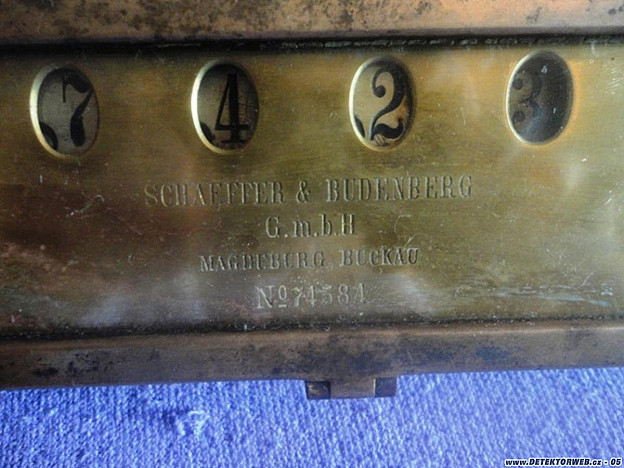 7 4 2 3
SCHAEFFER & BUDENBERG
G.m.b.H
MAGDEBURG BUCKAU
Nº 74584
www.DETEKTORWEB.cz - 05